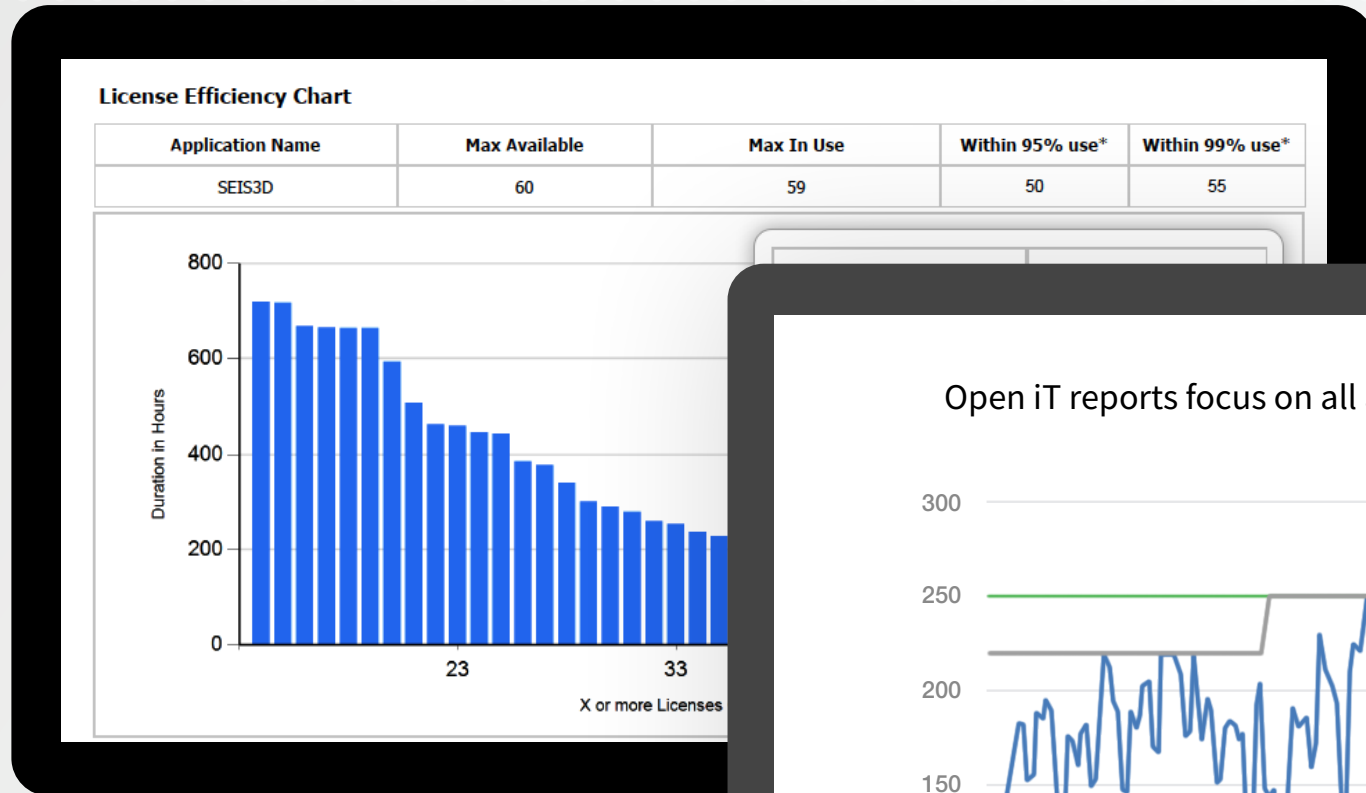 License Efficiency Chart
Application Name Max Available Max In Use Within 95% use* Within 99% use*
SEIS3D 60 59 50 55
800
600
400
200
0
Duration in Hours
23 33
X or more Licenses
Open iT reports focus on all
300
250
200
150